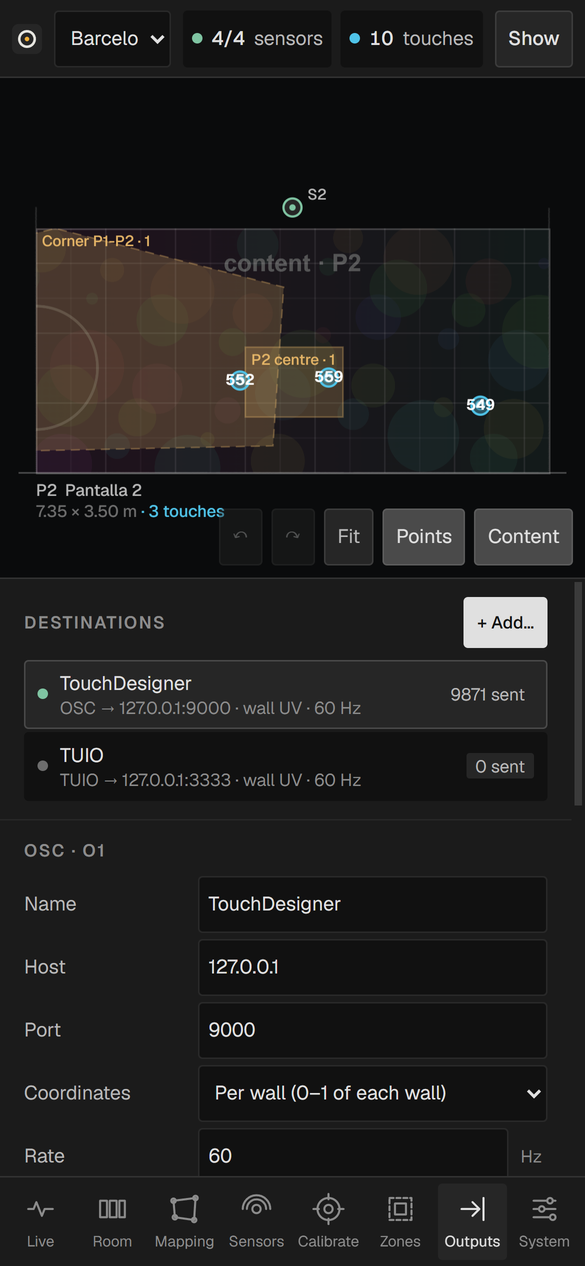 Barcelo
4/4 sensors
10 touches
Show
S2
Corner P1-P2 · 1
content · P2
P2 centre · 1
552
559
549
P2 Pantalla 2
7.35 × 3.50 m · 3 touches
Fit
Points
Content
DESTINATIONS
+ Add…
TouchDesigner
9871 sent
OSC → 127.0.0.1:9000 · wall UV · 60 Hz
TUIO
0 sent
TUIO → 127.0.0.1:3333 · wall UV · 60 Hz
OSC · O1
Name
TouchDesigner
Host
127.0.0.1
Port
9000
Coordinates
Per wall (0–1 of each wall)
Rate
60
Hz
Live
Room
Mapping
Sensors
Calibrate
Zones
Outputs
System